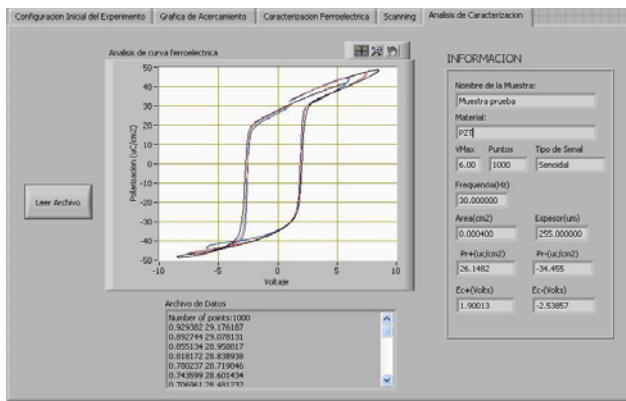 Configuracion Inicial del Experimento
Grafica de Acercamiento
Caracterizacion Ferroelectrica
Scanning
Analisis de Caracterizacion
Analisis de curva ferroelectrica
Polarizacion (uC/cm2)
50
40
30
20
10
0
-10
-20
-30
-40
-50
-10
-5
0
5
10
Voltaje
Leer Archivo
Archivo de Datos
Number of points:1000
0.929382 29.176187
0.892744 29.078131
0.855134 28.958817
0.818172 28.838938
0.780237 28.719846
0.743599 28.601434
0.706961 28.481232
INFORMACION
Nombre de la Muestra:
Muestra prueba
Material:
PZT
VMax Puntos Tipo de Senal
6.00 1000 Senoidal
Frequencia(Hz)
30.000000
Area(cm2) Espesor(um)
0.000400 255.000000
Pr+(uc/cm2) Pr-(uc/cm2)
26.1482 -34.455
Ec+(Volts) Ec-(Volts)
1.90013 -2.53857